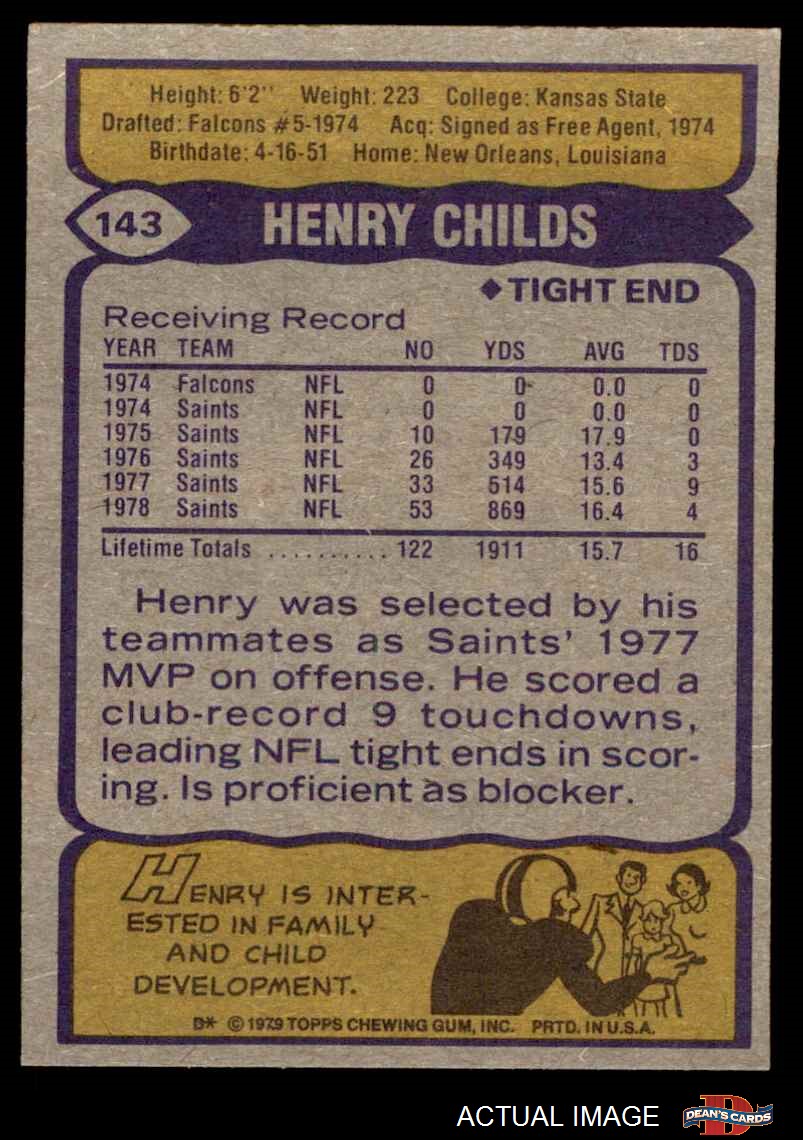 Height: 6'2" Weight: 223 College: Kansas State
Drafted: Falcons #5-1974 Acq: Signed as Free Agent, 1974
Birthdate: 4-16-51 Home: New Orleans, Louisiana
143 HENRY CHILDS
◆TIGHT END
Receiving Record
YEAR TEAM NO YDS AVG TDS
1974 Falcons NFL 0 0 0.0 0
1974 Saints NFL 0 0 0.0 0
1975 Saints NFL 10 179 17.9 0
1976 Saints NFL 26 349 13.4 3
1977 Saints NFL 33 514 15.6 9
1978 Saints NFL 53 869 16.4 4
Lifetime Totals .......... 122 1911 15.7 16
Henry was selected by his
teammates as Saints' 1977
MVP on offense. He scored a
club-record 9 touchdowns,
leading NFL tight ends in scor-
ing. Is proficient as blocker.
HENRY IS INTER-
ESTED IN FAMILY
AND CHILD
DEVELOPMENT.
D* © 1979 TOPPS CHEWING GUM, INC. PRTD. IN U.S.A.
ACTUAL IMAGE
DEAN'S CARDS